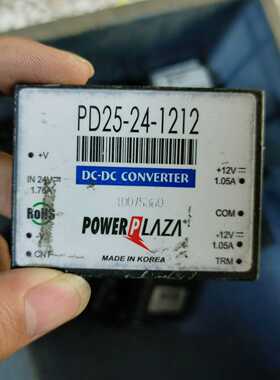 PD25-24-1212
+V
+12V
IN 24V
1.76A
DC-DC CONVERTER
1.05A
COM
RoHS
POWERPLAZA
-12V
1.05A
CNT
TRM
MADE IN KOREA